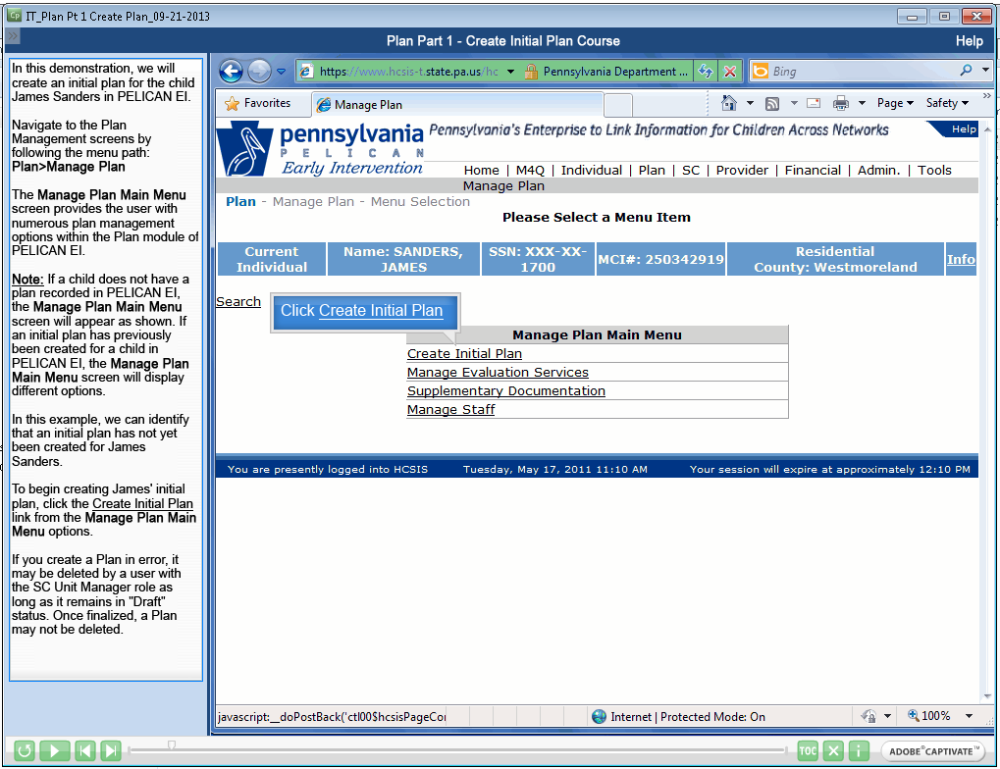 IT_Plan Pt 1 Create Plan_09-21-2013
Plan Part 1 - Create Initial Plan Course
Help
In this demonstration, we will
create an initial plan for the child
James Sanders in PELICAN EI.
Navigate to the Plan
Management screens by
following the menu path:
Plan>Manage Plan
The Manage Plan Main Menu
screen provides the user with
numerous plan management
options within the Plan module of
PELICAN EI.
Note: If a child does not have a
plan recorded in PELICAN EI,
the Manage Plan Main Menu
screen will appear as shown. If
an initial plan has previously
been created for a child in
PELICAN EI, the Manage Plan
Main Menu screen will display
different options.
In this example, we can identify
that an initial plan has not yet
been created for James
Sanders.
To begin creating James' initial
plan, click the Create Initial Plan
link from the Manage Plan Main
Menu options.
If you create a Plan in error, it
may be deleted by a user with
the SC Unit Manager role as
long as it remains in "Draft"
status. Once finalized, a Plan
may not be deleted.
https://www.hcsis-t.state.pa.us/hc
Pennsylvania Department ...
Bing
Favorites
Manage Plan
Page
Safety
pennsylvania
PELICAN
Early Intervention
Pennsylvania's Enterprise to Link Information for Children Across Networks
Help
Home | M4Q | Individual | Plan | SC | Provider | Financial | Admin. | Tools
Manage Plan
Plan - Manage Plan - Menu Selection
Please Select a Menu Item
Current Individual
Name: SANDERS, JAMES
SSN: XXX-XX-1700
MCI#: 250342919
Residential County: Westmoreland
Info
Search
Click Create Initial Plan
Manage Plan Main Menu
Create Initial Plan
Manage Evaluation Services
Supplementary Documentation
Manage Staff
You are presently logged into HCSIS
Tuesday, May 17, 2011 11:10 AM
Your session will expire at approximately 12:10 PM
javascript:__doPostBack('ctl00$hcsisPageCo
Internet | Protected Mode: On
100%
TOC
ADOBE® CAPTIVATE™